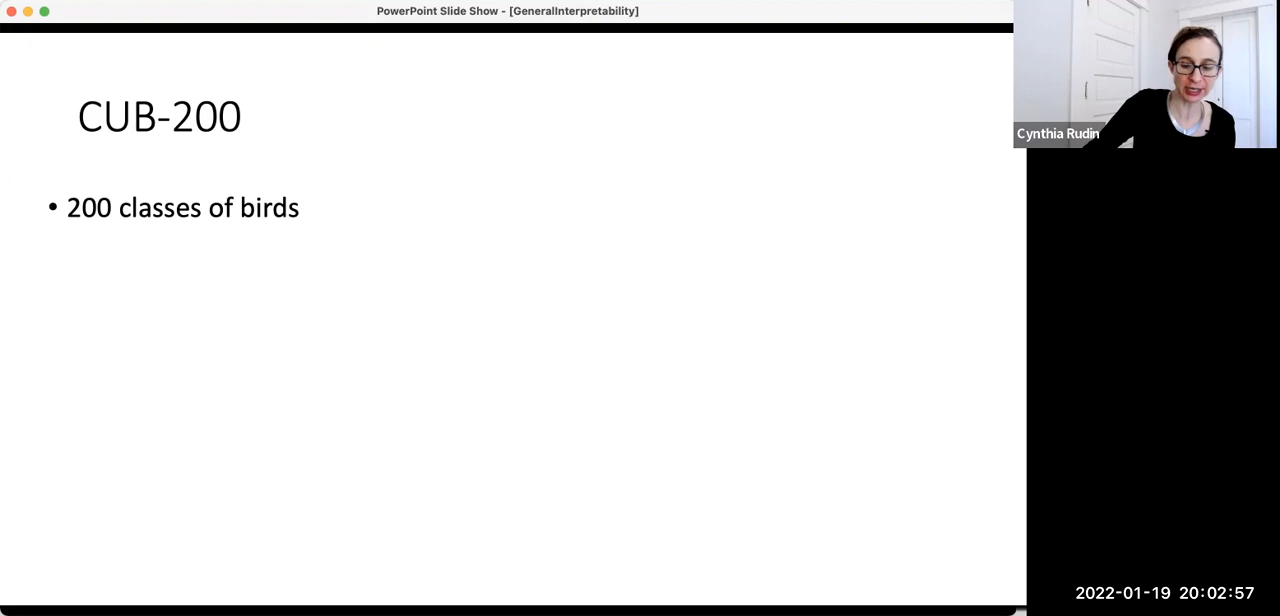 PowerPoint Slide Show - [GeneralInterpretability]
CUB-200
• 200 classes of birds
Cynthia Rudin
2022-01-19 20:02:57